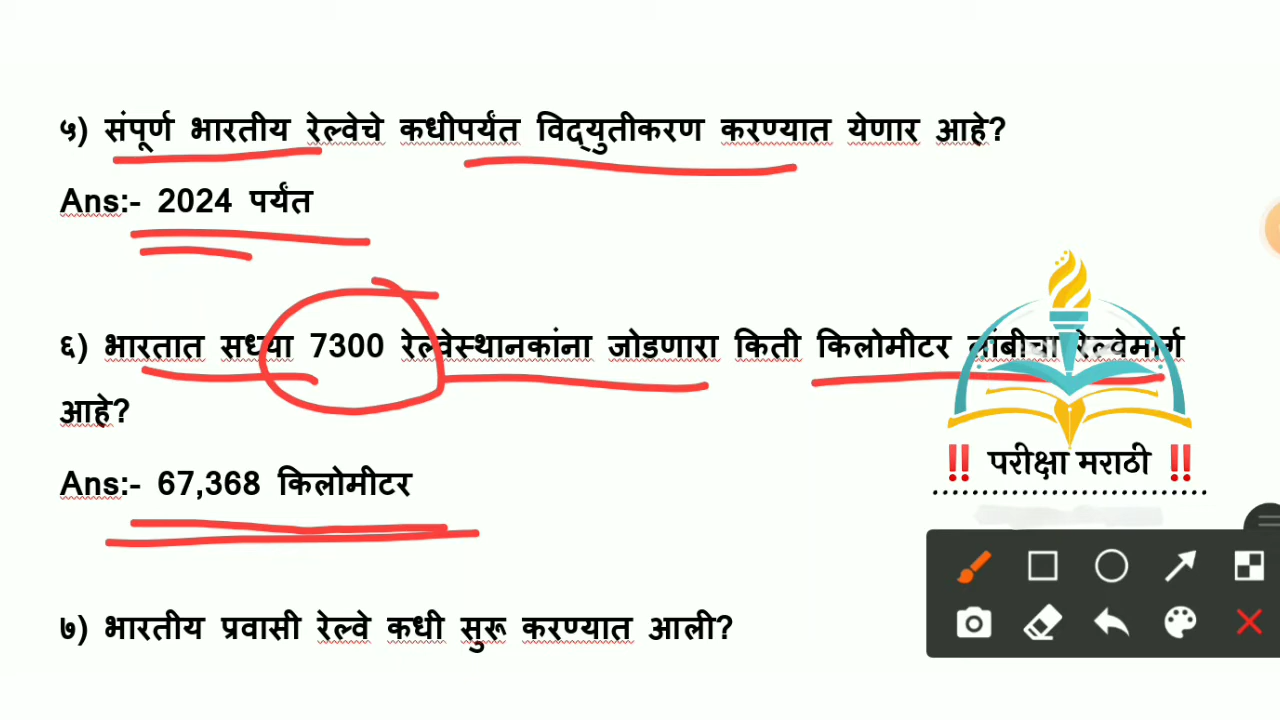 ५) संपूर्ण भारतीय रेल्वेचे कधीपर्यंत विद्युतीकरण करण्यात येणार आहे?
Ans:- 2024 पर्यंत
६) भारतात सध्या 7300 रेल्वेस्थानकांना जोडणारा किती किलोमीटर लांबीचा रेल्वेमार्ग
आहे?
Ans:- 67,368 किलोमीटर
‼ परीक्षा मराठी ‼
७) भारतीय प्रवासी रेल्वे कधी सुरू करण्यात आली?